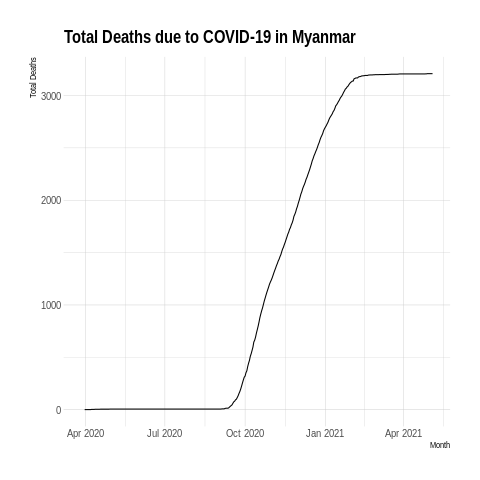 Total Deaths due to COVID-19 in Myanmar
Total Deaths
3000
2000
1000
0
Apr 2020 Jul 2020 Oct 2020 Jan 2021 Apr 2021
Month